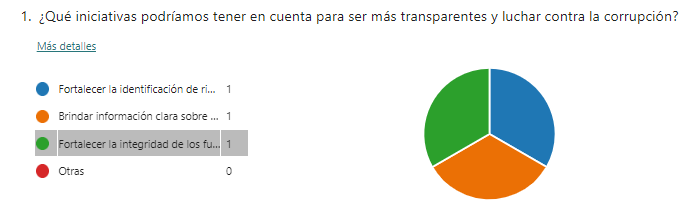 1. ¿Qué iniciativas podríamos tener en cuenta para ser más transparentes y luchar contra la corrupción?
Más detalles
Fortalecer la identificación de ri... 1
Brindar información clara sobre ... 1
Fortalecer la integridad de los fu... 1
Otras 0